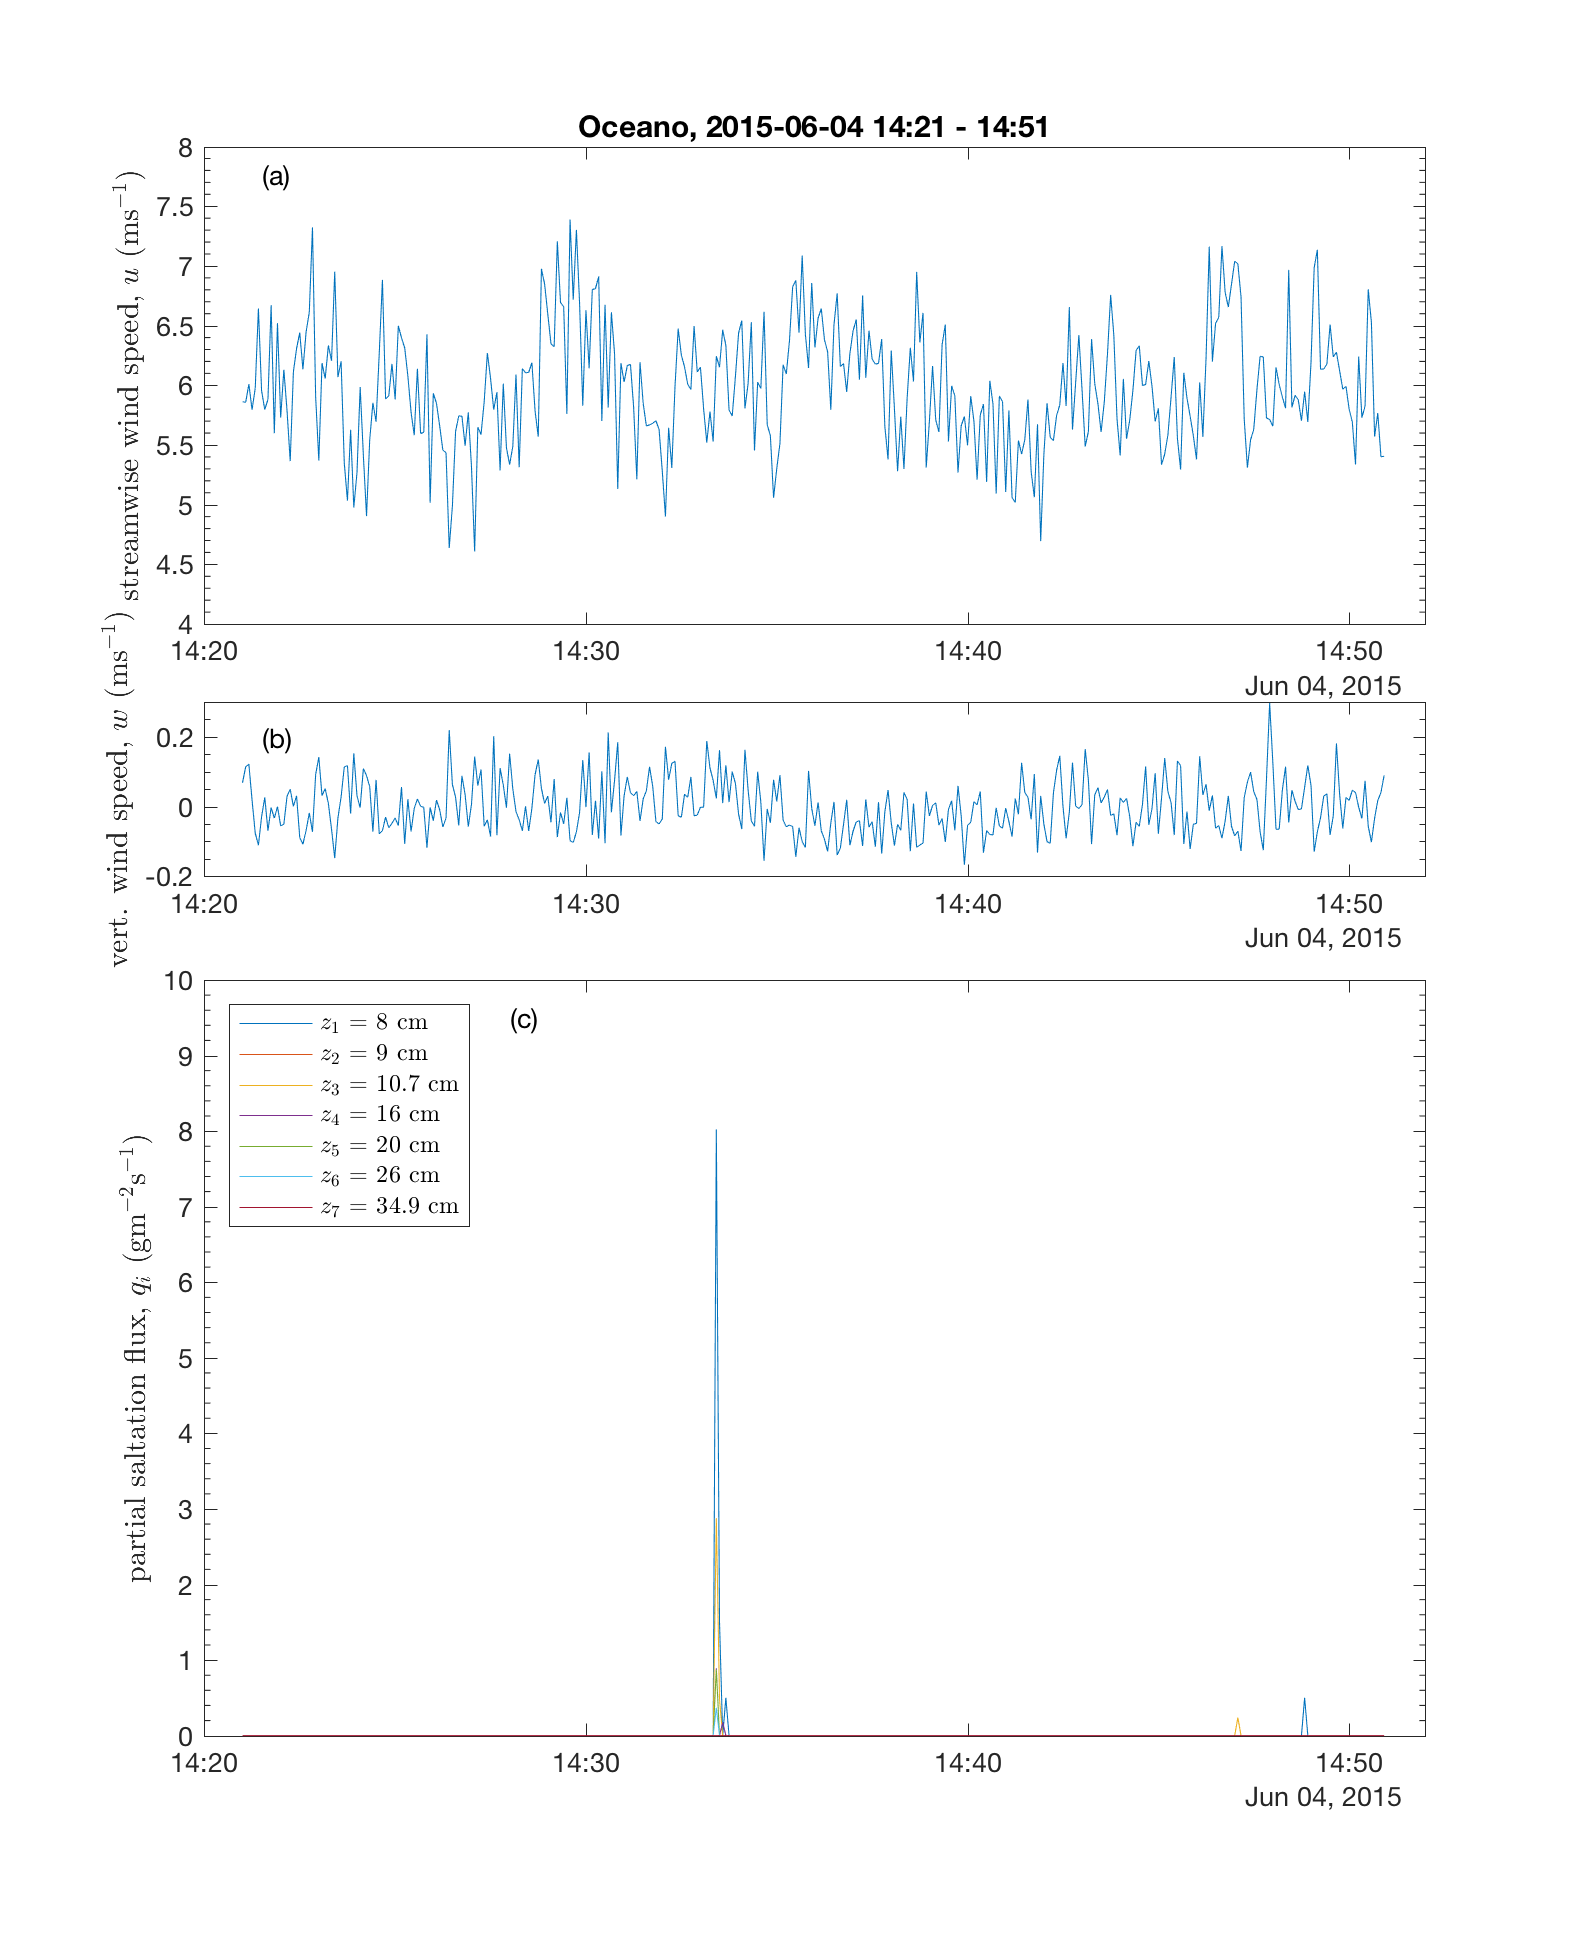 Oceano, 2015-06-04 14:21 - 14:51
(a)
streamwise wind speed, u (ms⁻¹)
8
7.5
7
6.5
6
5.5
5
4.5
4
14:20 14:30 14:40 14:50
Jun 04, 2015
(b)
vert. wind speed, w (ms⁻¹)
0.2
0
-0.2
14:20 14:30 14:40 14:50
Jun 04, 2015
(c)
partial saltation flux, qᵢ (gm⁻²s⁻¹)
10
9
8
7
6
5
4
3
2
1
0
z₁ = 8 cm
z₂ = 9 cm
z₃ = 10.7 cm
z₄ = 16 cm
z₅ = 20 cm
z₆ = 26 cm
z₇ = 34.9 cm
14:20 14:30 14:40 14:50
Jun 04, 2015